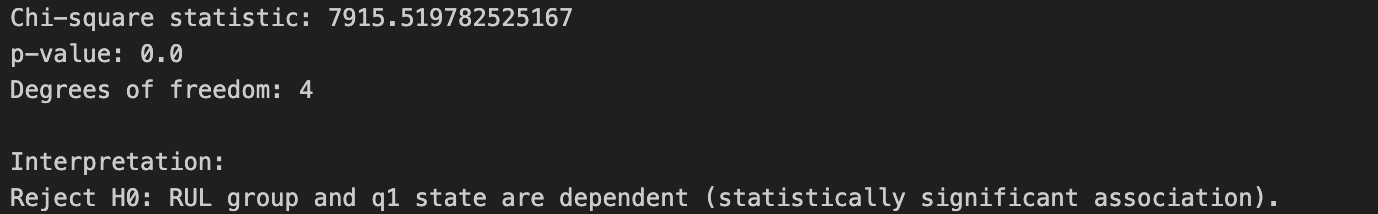 Chi-square statistic: 7915.519782525167
p-value: 0.0
Degrees of freedom: 4
Interpretation:
Reject H0: RUL group and q1 state are dependent (statistically significant association).